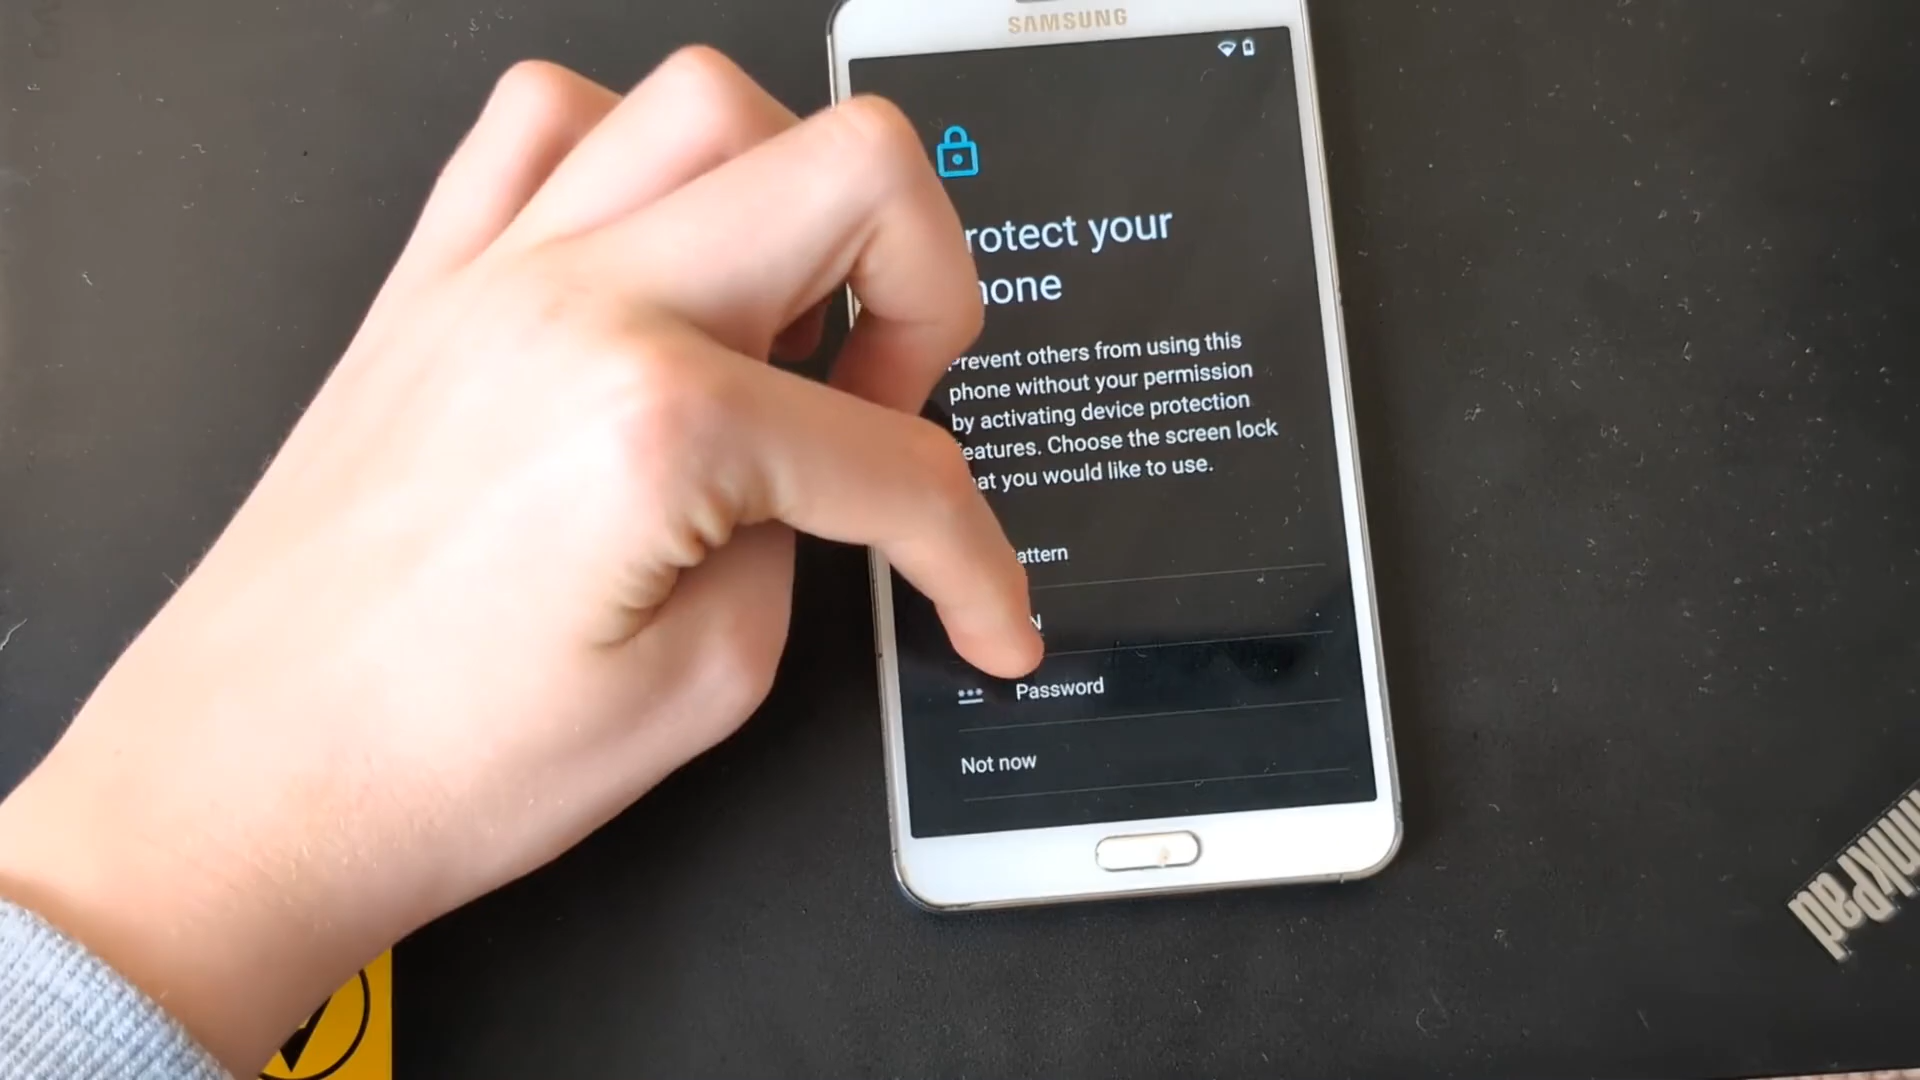 SAMSUNG
rotect your
hone
Prevent others from using this
phone without your permission
by activating device protection
eatures. Choose the screen lock
at you would like to use.
attern
N
Password
Not now
inkPad